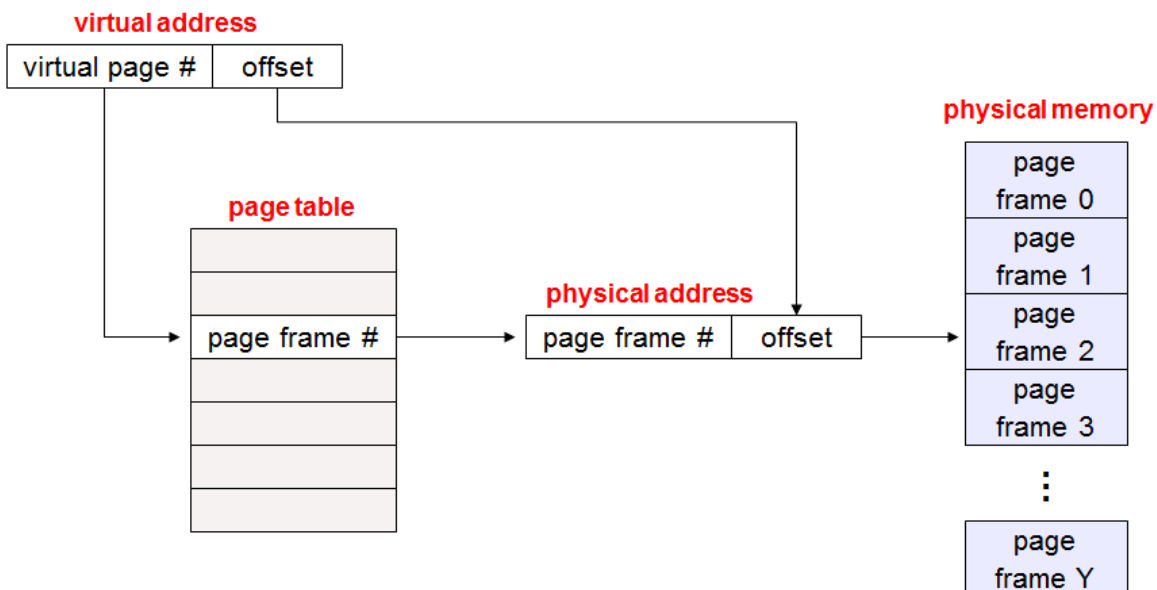 virtual address
virtual page # offset
physical memory
page
frame 0
page table
page
frame 1
physical address
page
page frame # page frame # offset
frame 2
page
frame 3
⋮
page
frame Y